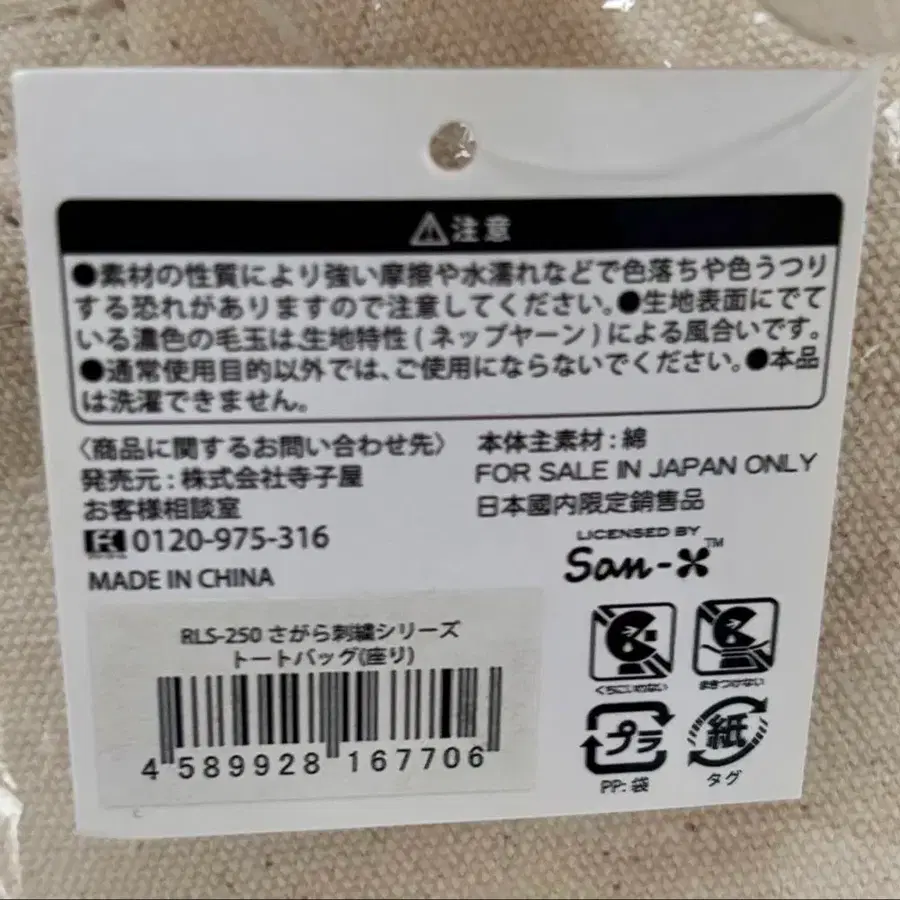 ⚠注意
●素材の性質により強い摩擦や水濡れなどで色落ちや色うつり
する恐れがありますので注意してください。●生地表面にでて
いる濃色の毛玉は、生地特性(ネップヤーン)による風合いです。
●通常使用目的以外では、ご使用にならないでください。●本品
は洗濯できません。
〈商品に関するお問い合わせ先〉
発売元:株式会社寺子屋
お客様相談室
0120-975-316
MADE IN CHINA
本体主素材:綿
FOR SALE IN JAPAN ONLY
日本國内限定銷售品
LICENSED BY
San-x™
RLS-250 さがら刺繍シリーズ
トートバッグ(座り)
4 589928 167706
くちにいれない
まきつけない
プラ
PP:袋
紙
タグ